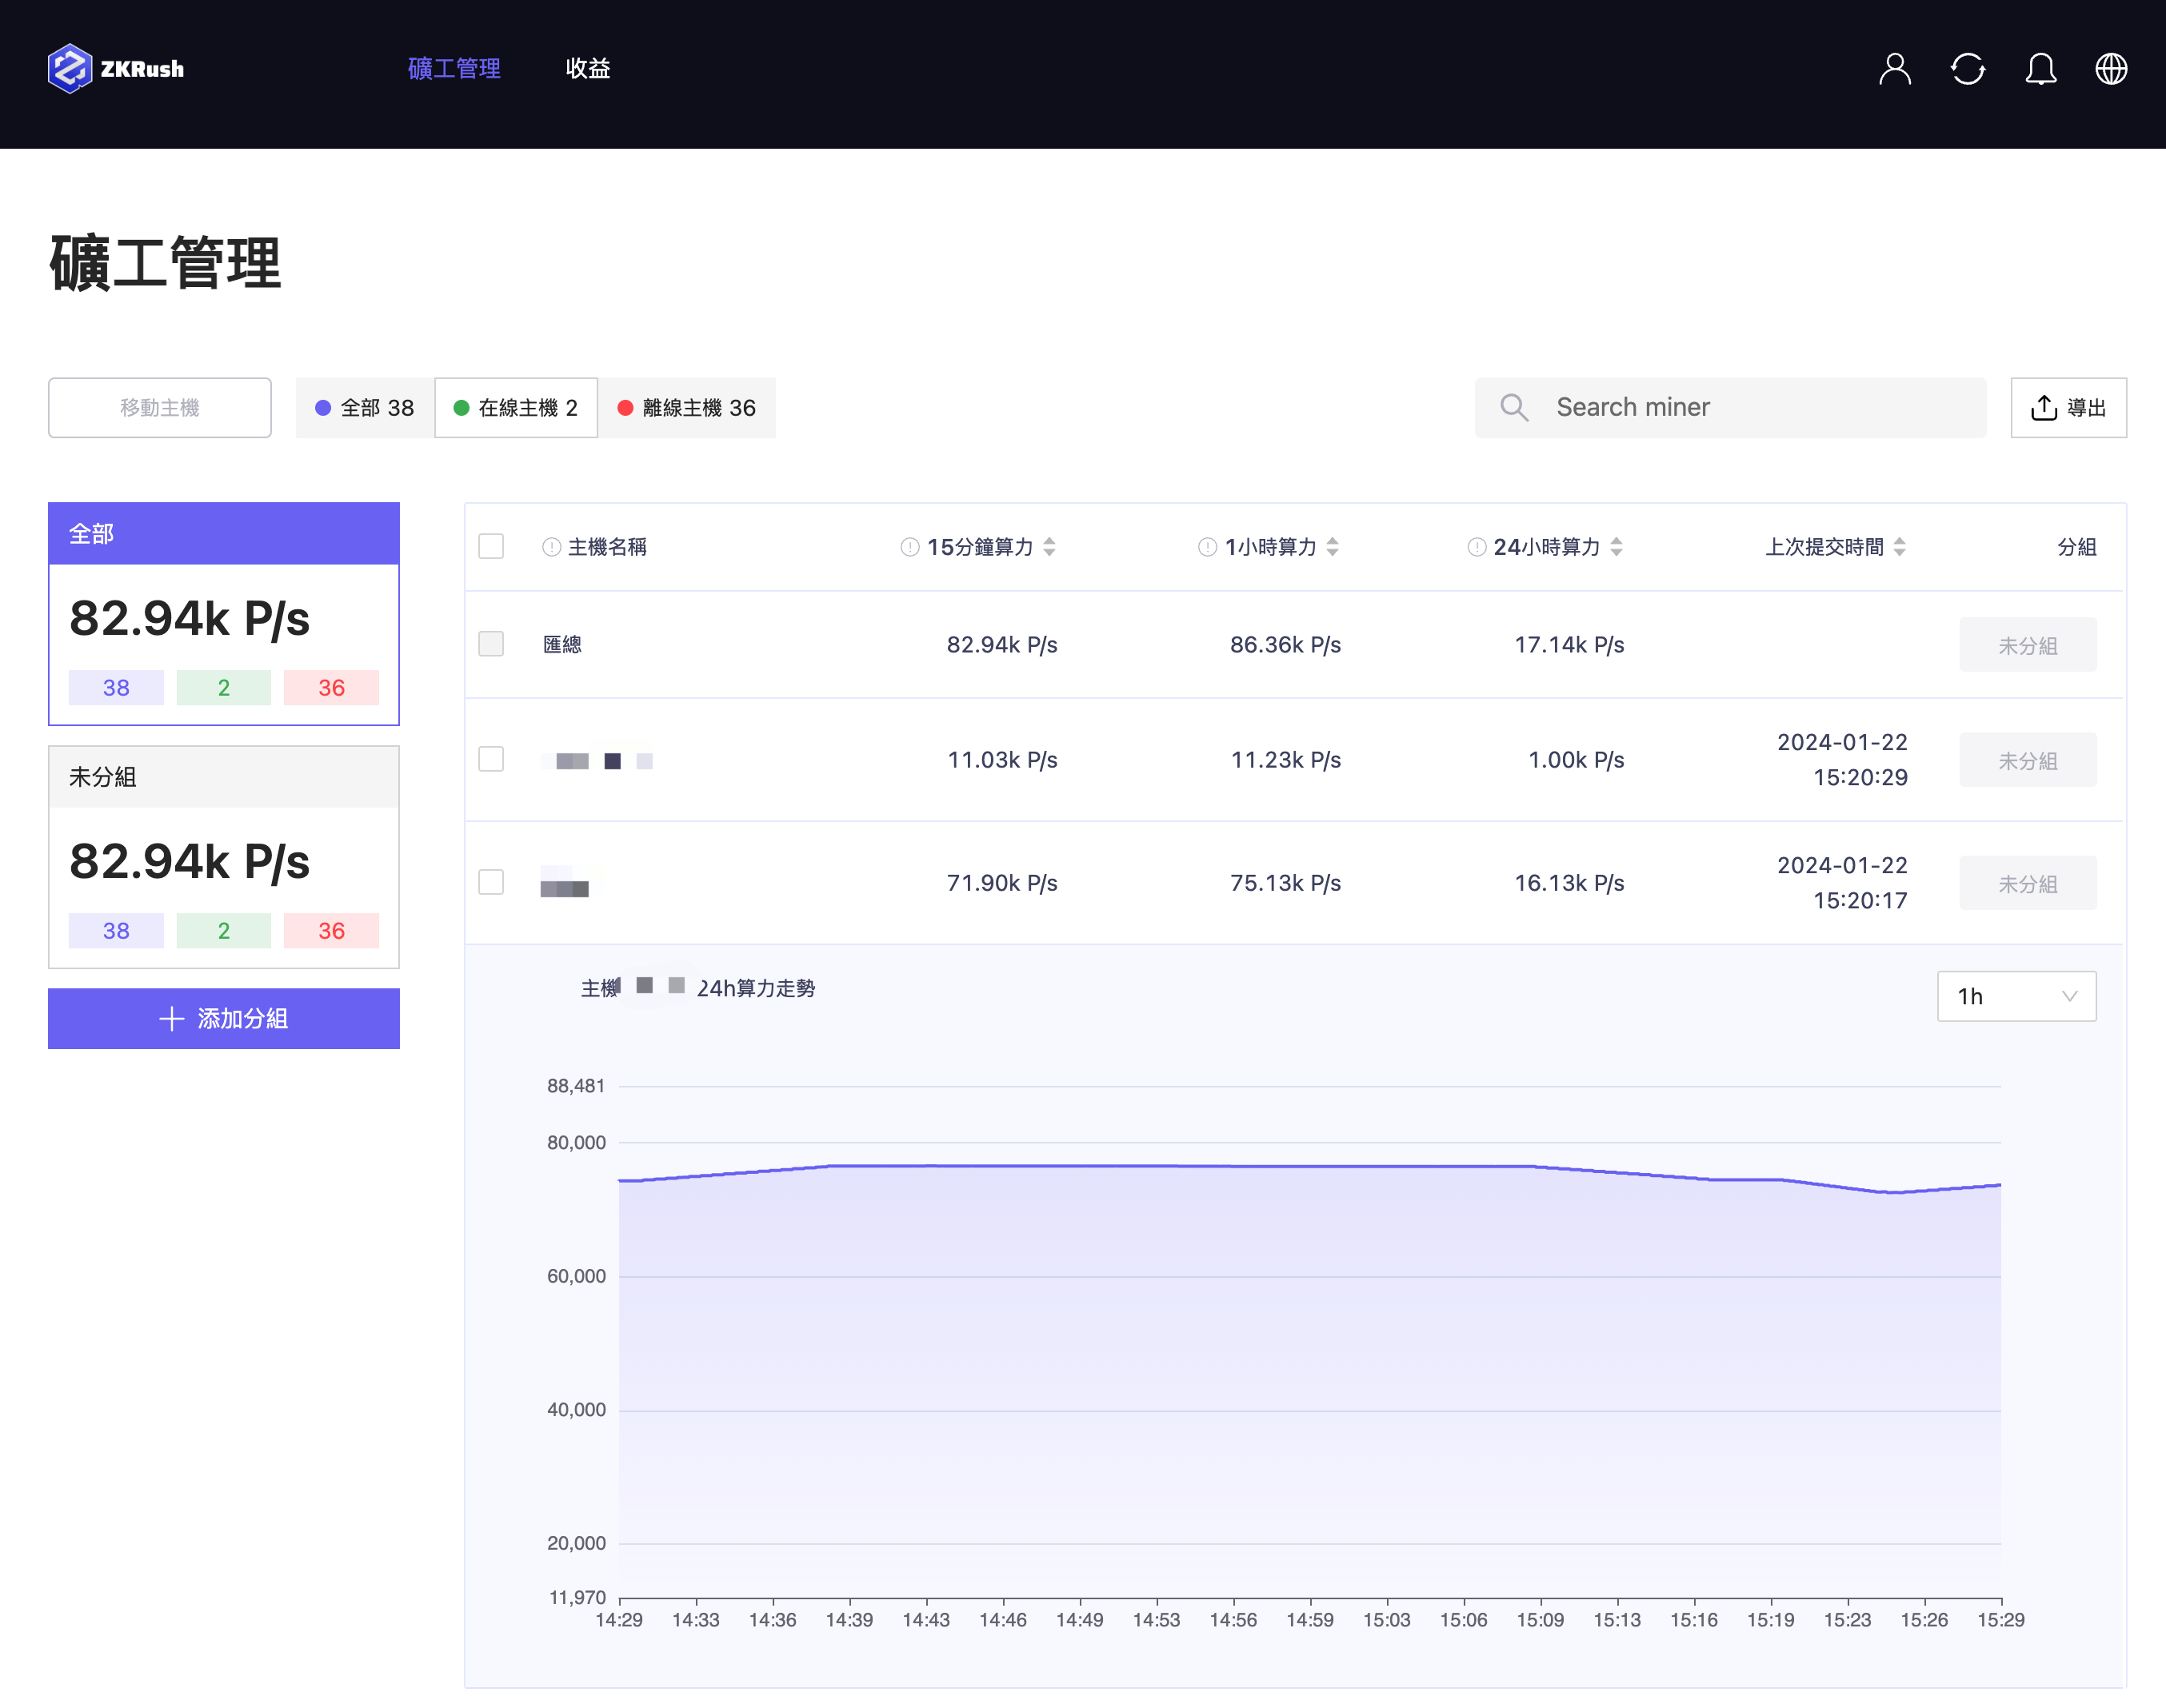 ZKRush 礦工管理 收益
礦工管理
移動主機 全部 38 在線主機 2 離線主機 36 Search miner 導出
全部
82.94k P/s
38 2 36
未分組
82.94k P/s
38 2 36
添加分組
主機名稱 15分鐘算力 1小時算力 24小時算力 上次提交時間 分組
匯總 82.94k P/s 86.36k P/s 17.14k P/s 未分組
11.03k P/s 11.23k P/s 1.00k P/s 2024-01-22 15:20:29 未分組
71.90k P/s 75.13k P/s 16.13k P/s 2024-01-22 15:20:17 未分組
主機 24h算力走勢 1h
88,481
80,000
60,000
40,000
20,000
11,970
14:29 14:33 14:36 14:39 14:43 14:46 14:49 14:53 14:56 14:59 15:03 15:06 15:09 15:13 15:16 15:19 15:23 15:26 15:29